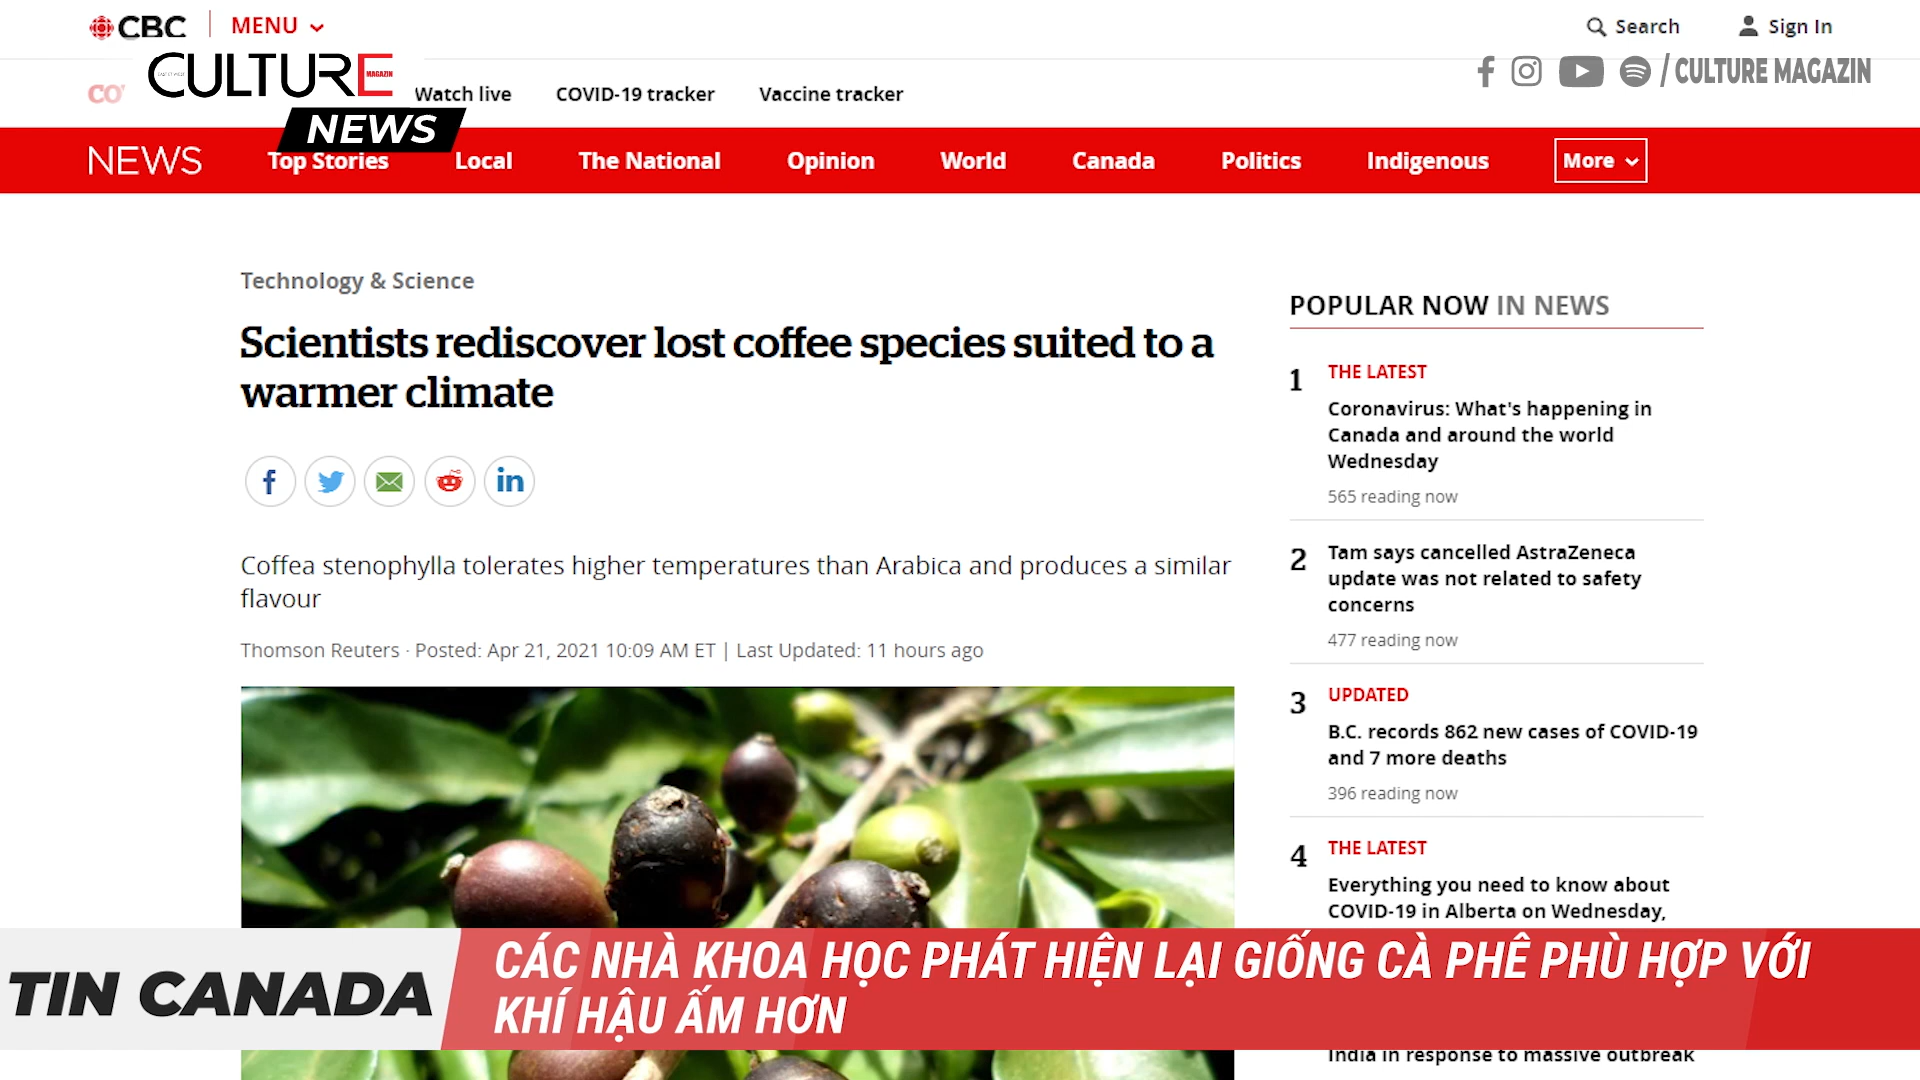 CBC
MENU
Search
Sign In
CULTURE
MAGAZIN
NEWS
/ CULTURE MAGAZIN
CO
Watch live
COVID-19 tracker
Vaccine tracker
NEWS
Top Stories
Local
The National
Opinion
World
Canada
Politics
Indigenous
More
Technology & Science
Scientists rediscover lost coffee species suited to a
warmer climate
Coffea stenophylla tolerates higher temperatures than Arabica and produces a similar
flavour
Thomson Reuters · Posted: Apr 21, 2021 10:09 AM ET | Last Updated: 11 hours ago
POPULAR NOW IN NEWS
1
THE LATEST
Coronavirus: What's happening in
Canada and around the world
Wednesday
565 reading now
2
Tam says cancelled AstraZeneca
update was not related to safety
concerns
477 reading now
3
UPDATED
B.C. records 862 new cases of COVID-19
and 7 more deaths
396 reading now
4
THE LATEST
Everything you need to know about
COVID-19 in Alberta on Wednesday,
India in response to massive outbreak
TIN CANADA
CÁC NHÀ KHOA HỌC PHÁT HIỆN LẠI GIỐNG CÀ PHÊ PHÙ HỢP VỚI
KHÍ HẬU ẤM HƠN